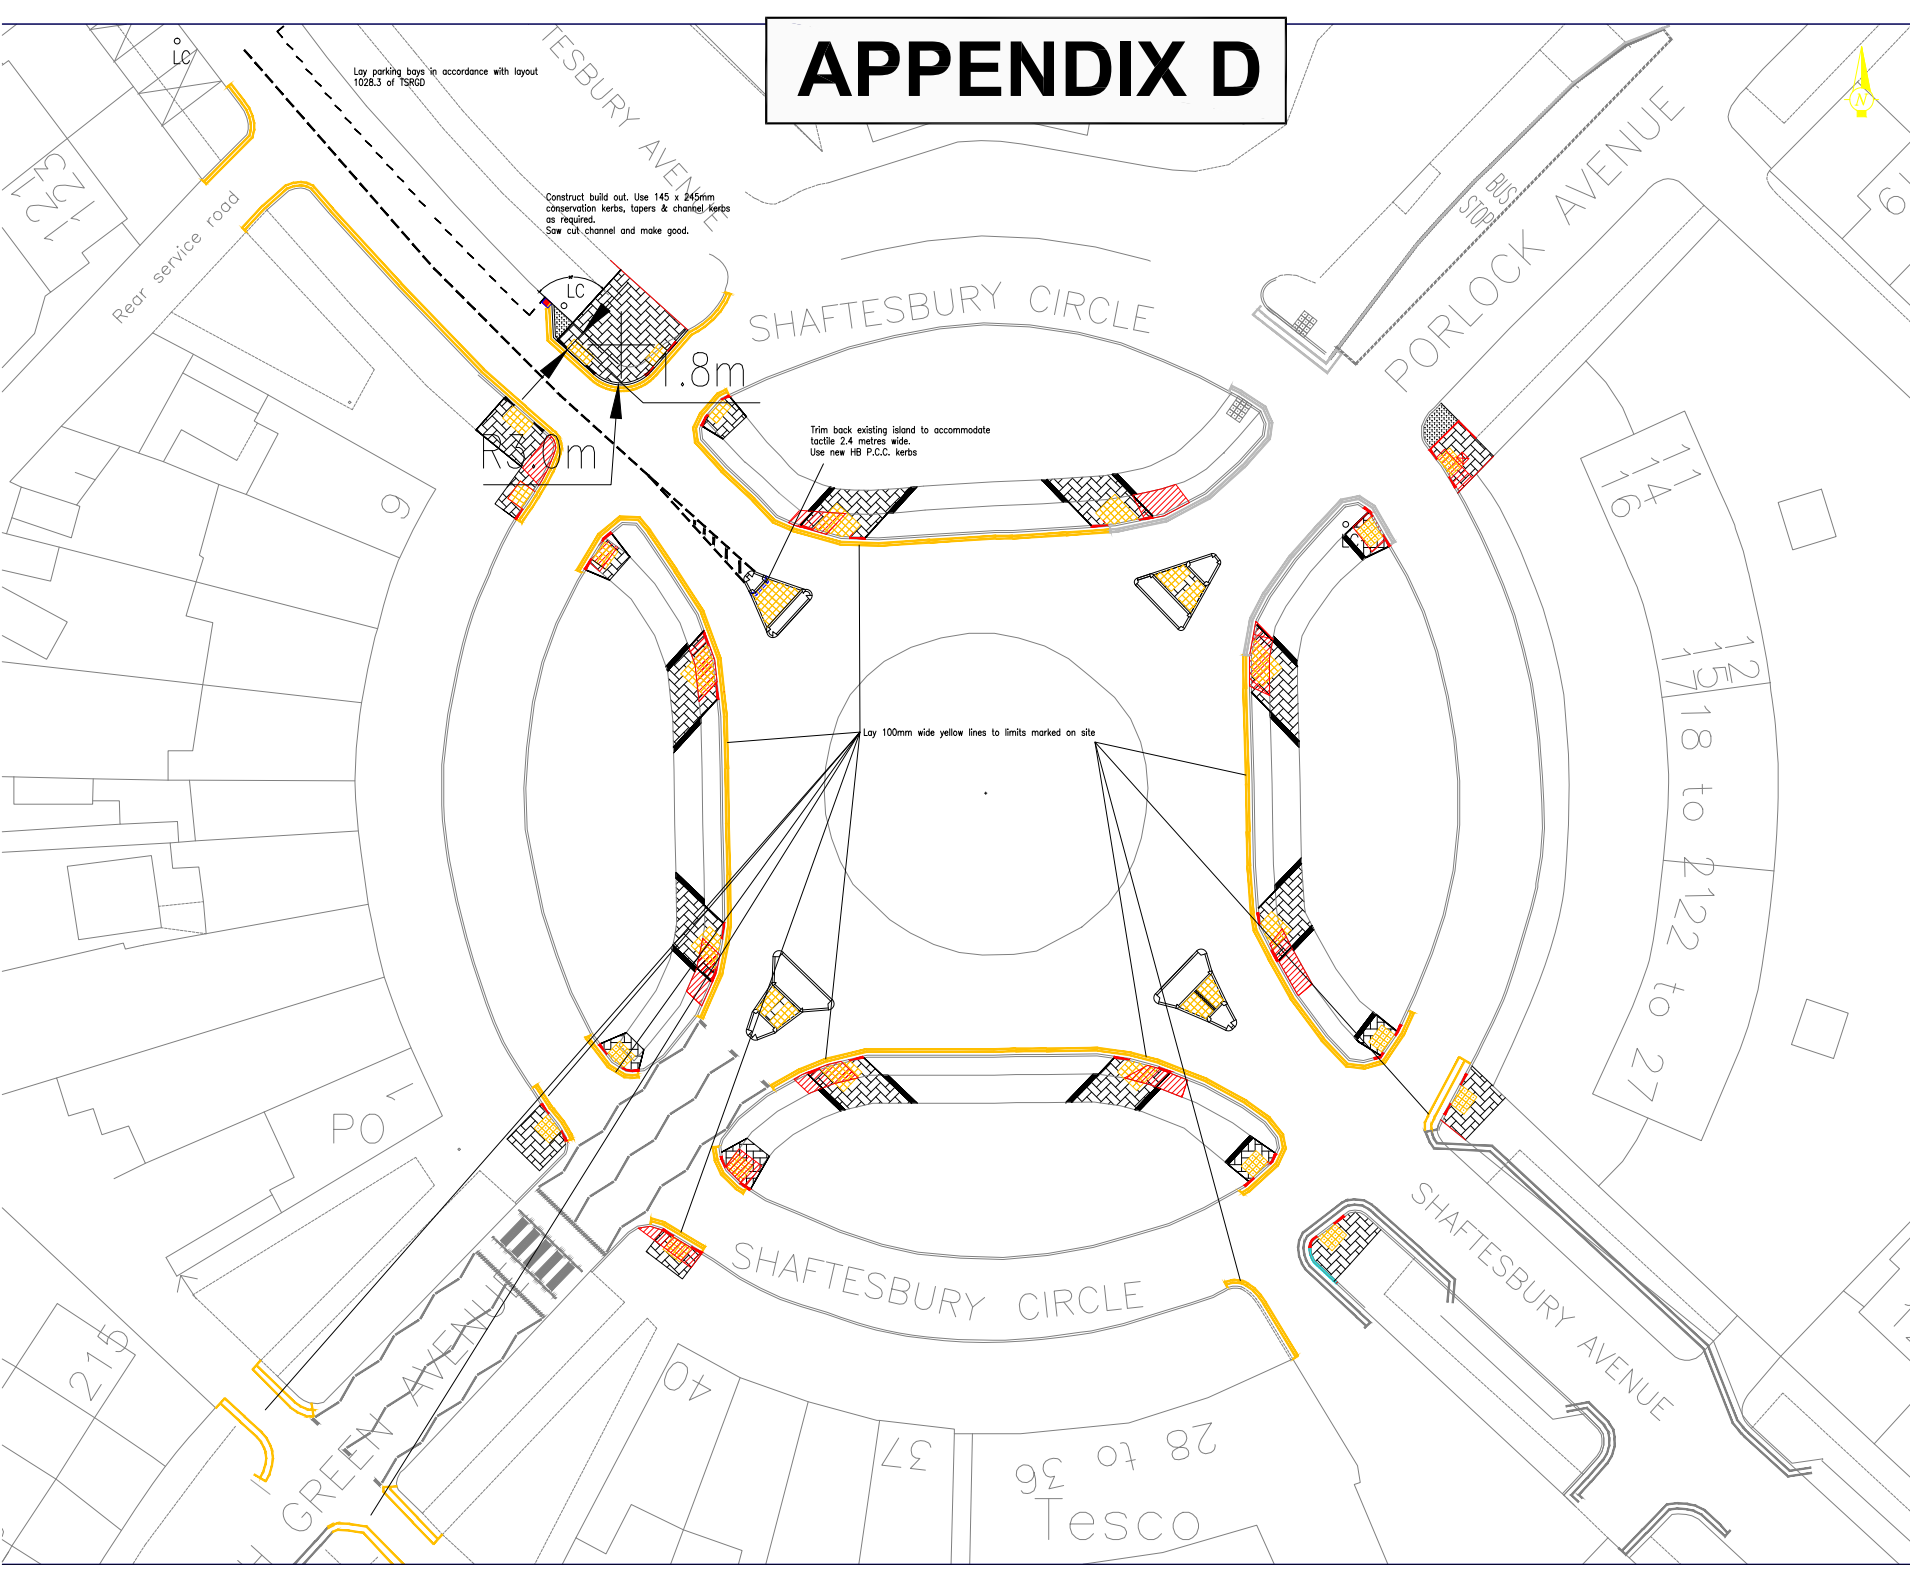 APPENDIX D
LC
Lay parking bays in accordance with layout
1028.3 of TSRGD
TESBURY AVENUE
Construct build out. Use 145 x 245mm
conservation kerbs, tapers & channel kerbs
as required.
Saw cut channel and make good.
121
123
Rear service road
LC
BUS
STOP
PORLOCK AVENUE
N
SHAFTESBURY CIRCLE
1.8m
Trim back existing island to accommodate
tactile 2.4 metres wide.
Use new HB P.C.C. kerbs
R3.0m
9
LC
11
14
16
12
15
17
18 to 21
22 to 27
Lay 100mm wide yellow lines to limits marked on site
PO
1
SHAFTESBURY CIRCLE
SHAFTESBURY AVENUE
GREEN AVENUE
215
40
37
28 to
36
Tesco